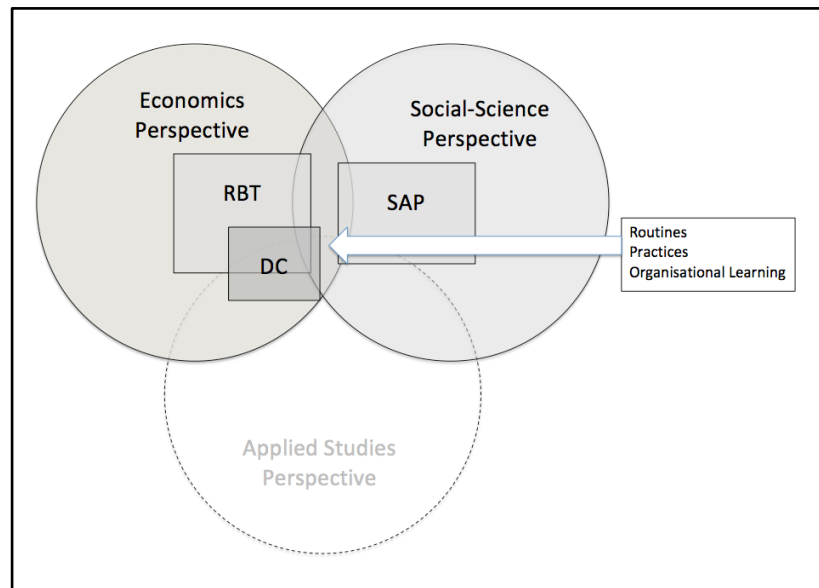 Economics
Perspective
Social-Science
Perspective
RBT
SAP
DC
Routines
Practices
Organisational Learning
Applied Studies
Perspective